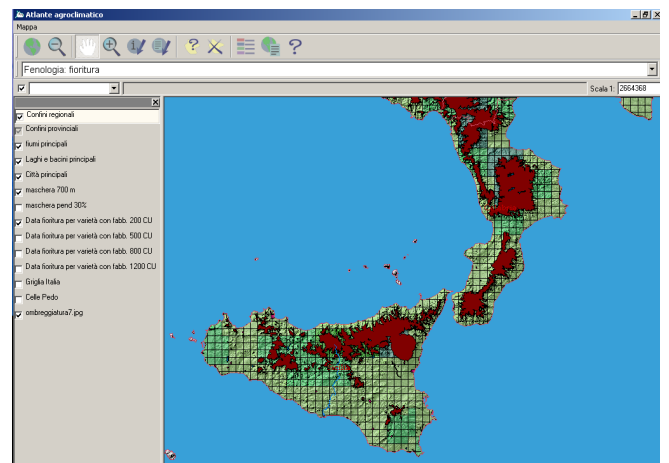 Atlante agroclimatico
Mappa
Fenologia: fioritura
Scala 1: 2664368
Confini regionali
Confini provinciali
fiumi principali
Laghi e bacini principali
Città principali
maschera 700 m
maschera pend 30%
Data fioritura per varietà con fabb. 200 CU
Data fioritura per varietà con fabb. 500 CU
Data fioritura per varietà con fabb. 800 CU
Data fioritura per varietà con fabb. 1200 CU
Griglia Italia
Celle Pedo
ombreggiatura7.jpg